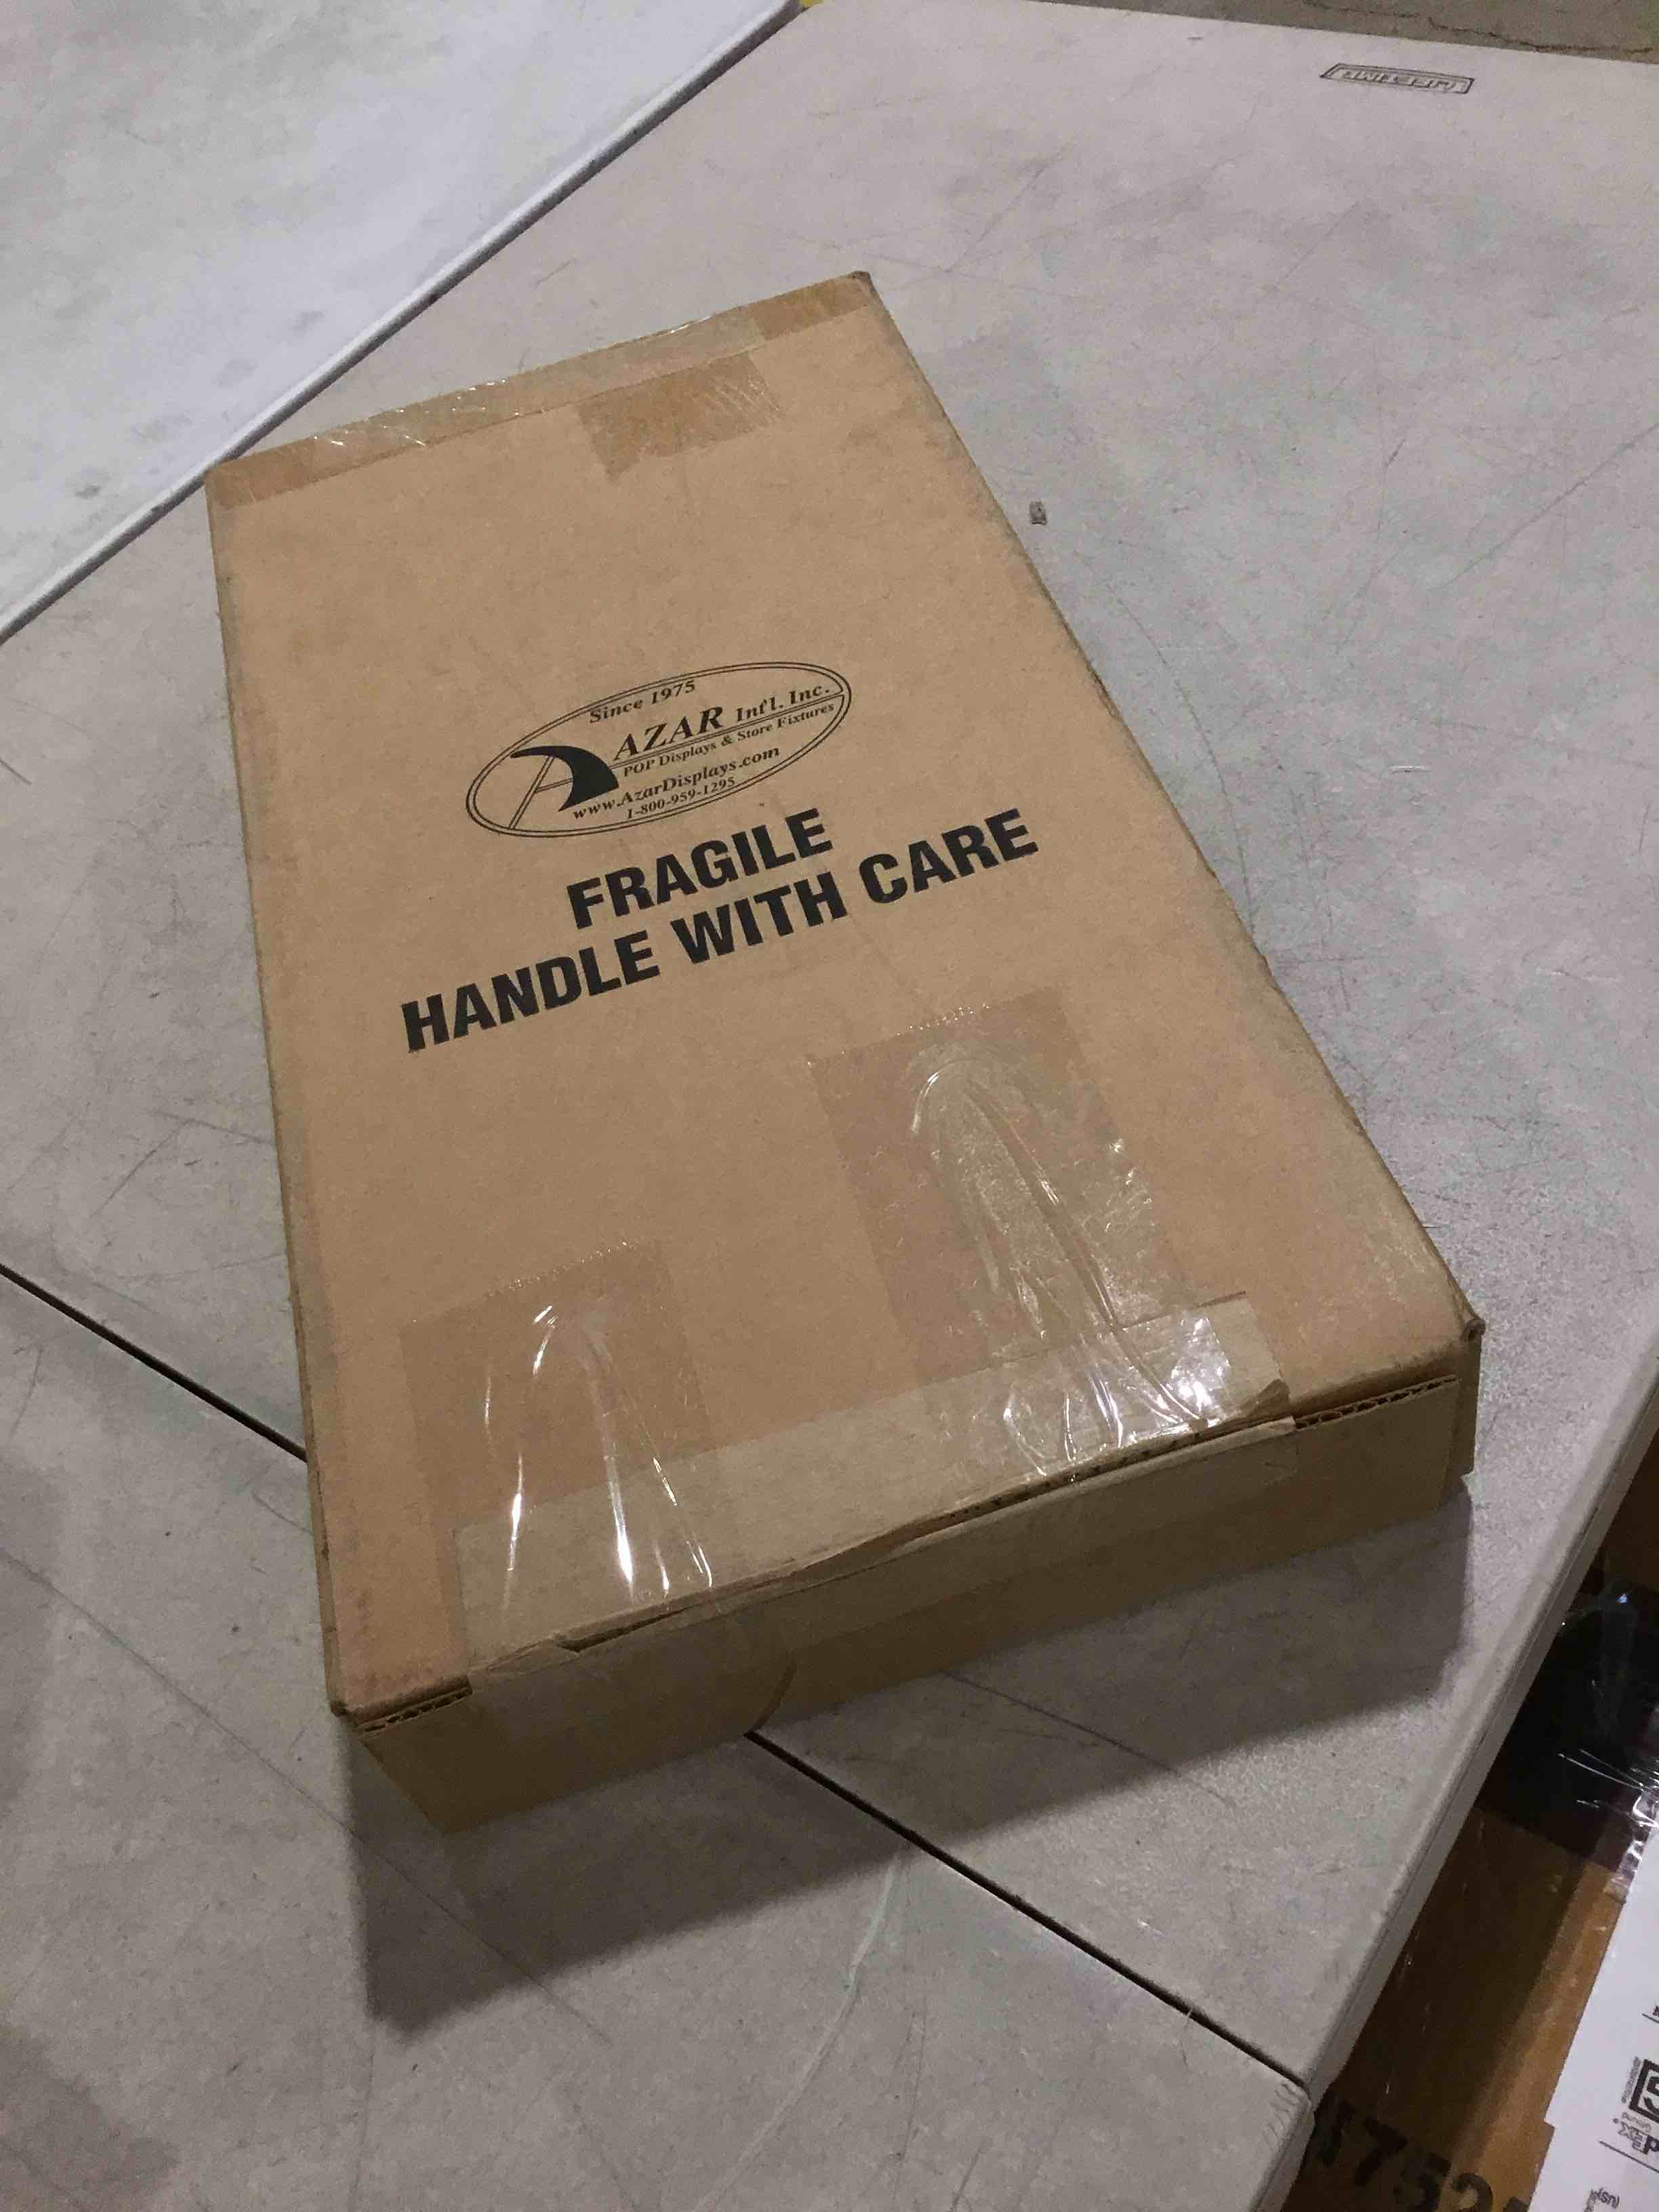 LIFETIME
Since 1975
AZAR Int'l. Inc.
POP Displays & Store Fixtures
www.AzarDisplays.com
1-800-959-1295
FRAGILE
HANDLE WITH CARE